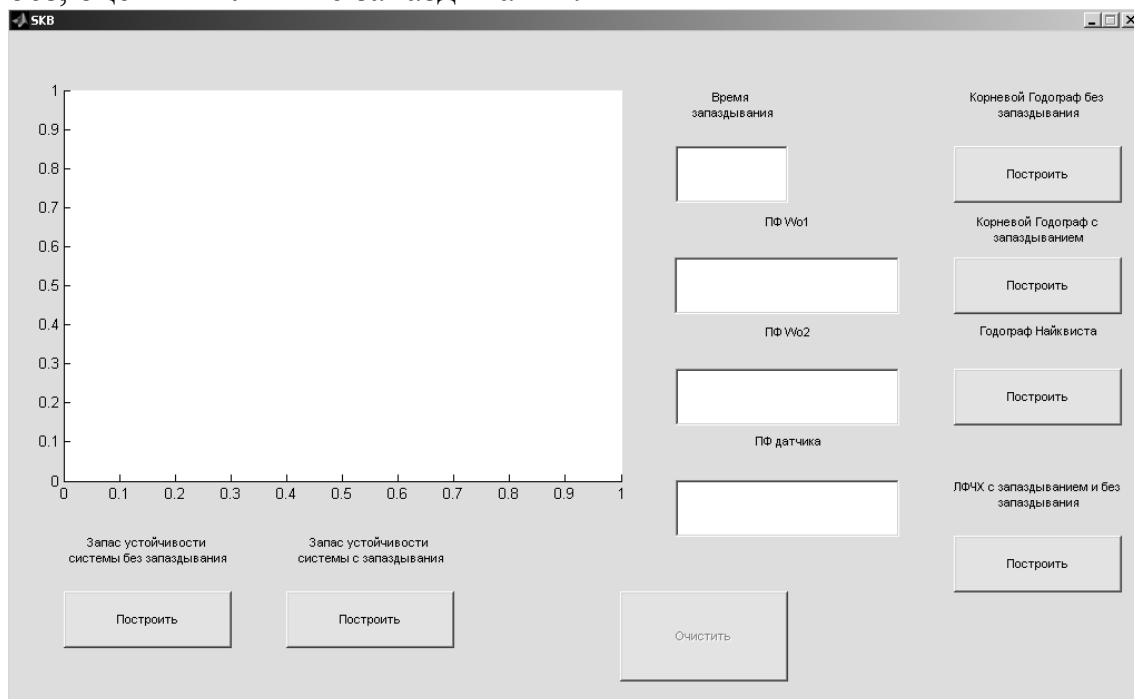 SKB
1
0.9
0.8
0.7
0.6
0.5
0.4
0.3
0.2
0.1
0
0 0.1 0.2 0.3 0.4 0.5 0.6 0.7 0.8 0.9 1
Время
запаздывания
ПФ Wo1
ПФ Wo2
ПФ датчика
Корневой Годограф без
запаздывания
Построить
Корневой Годограф с
запаздыванием
Построить
Годограф Найквиста
Построить
ЛФЧХ с запаздыванием и без
запаздывания
Построить
Запас устойчивости
системы без запаздывания
Построить
Запас устойчивости
системы с запаздывания
Построить
Очистить